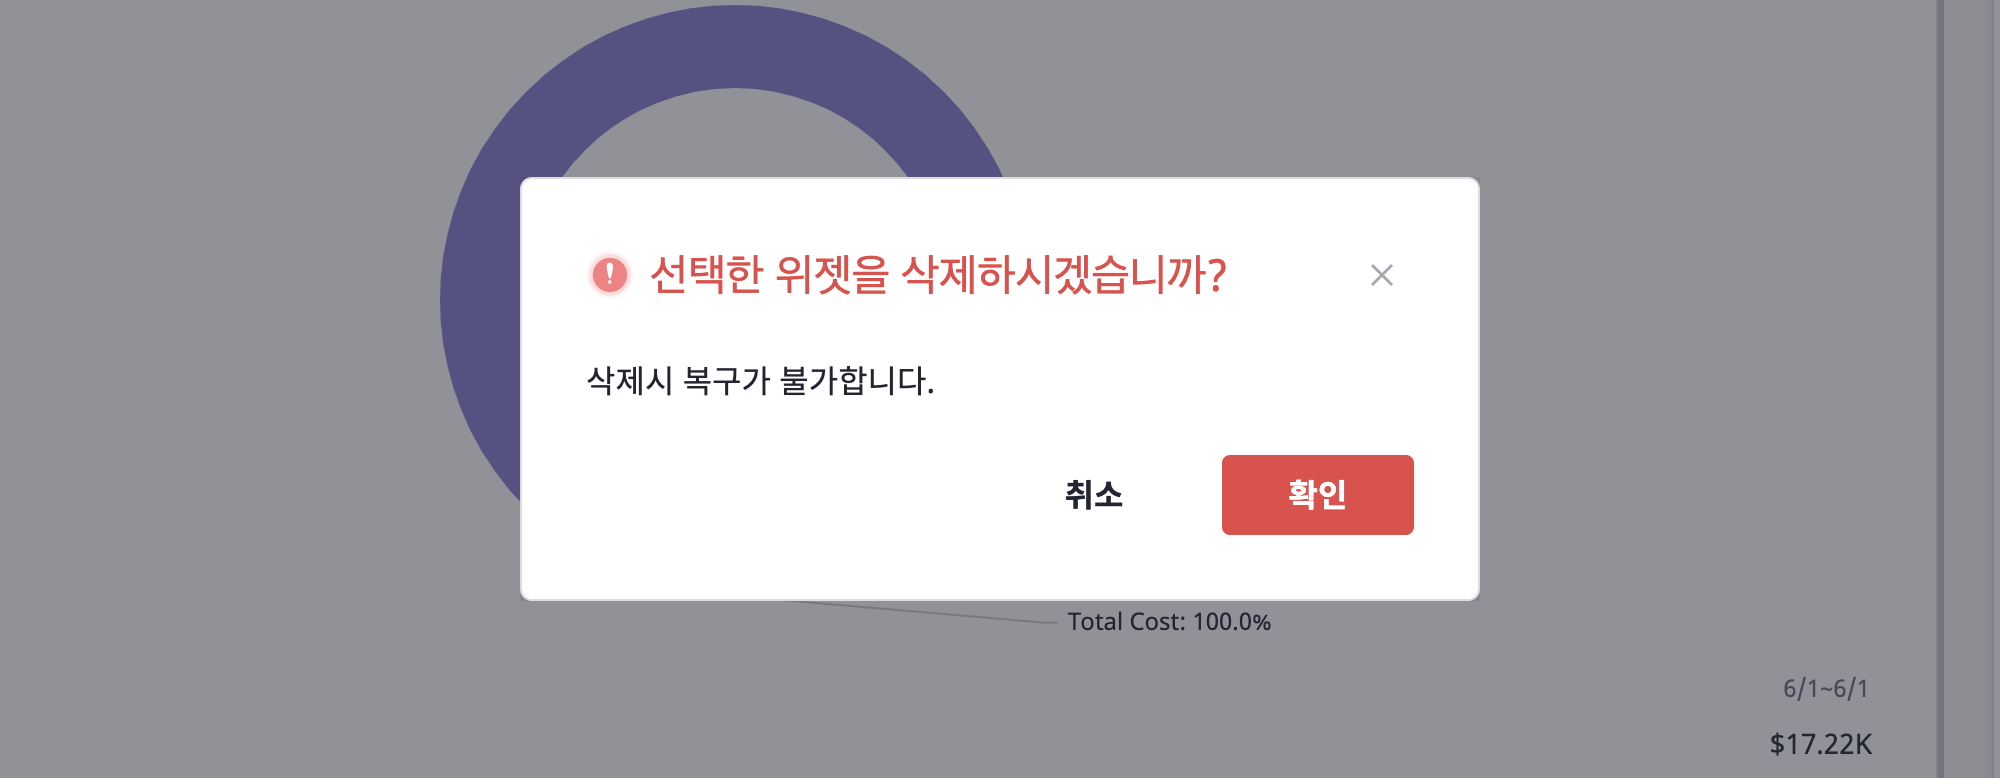 선택한 위젯을 삭제하시겠습니까?
삭제시 복구가 불가합니다.
취소 확인
Total Cost: 100.0%
6/1~6/1
$17.22K